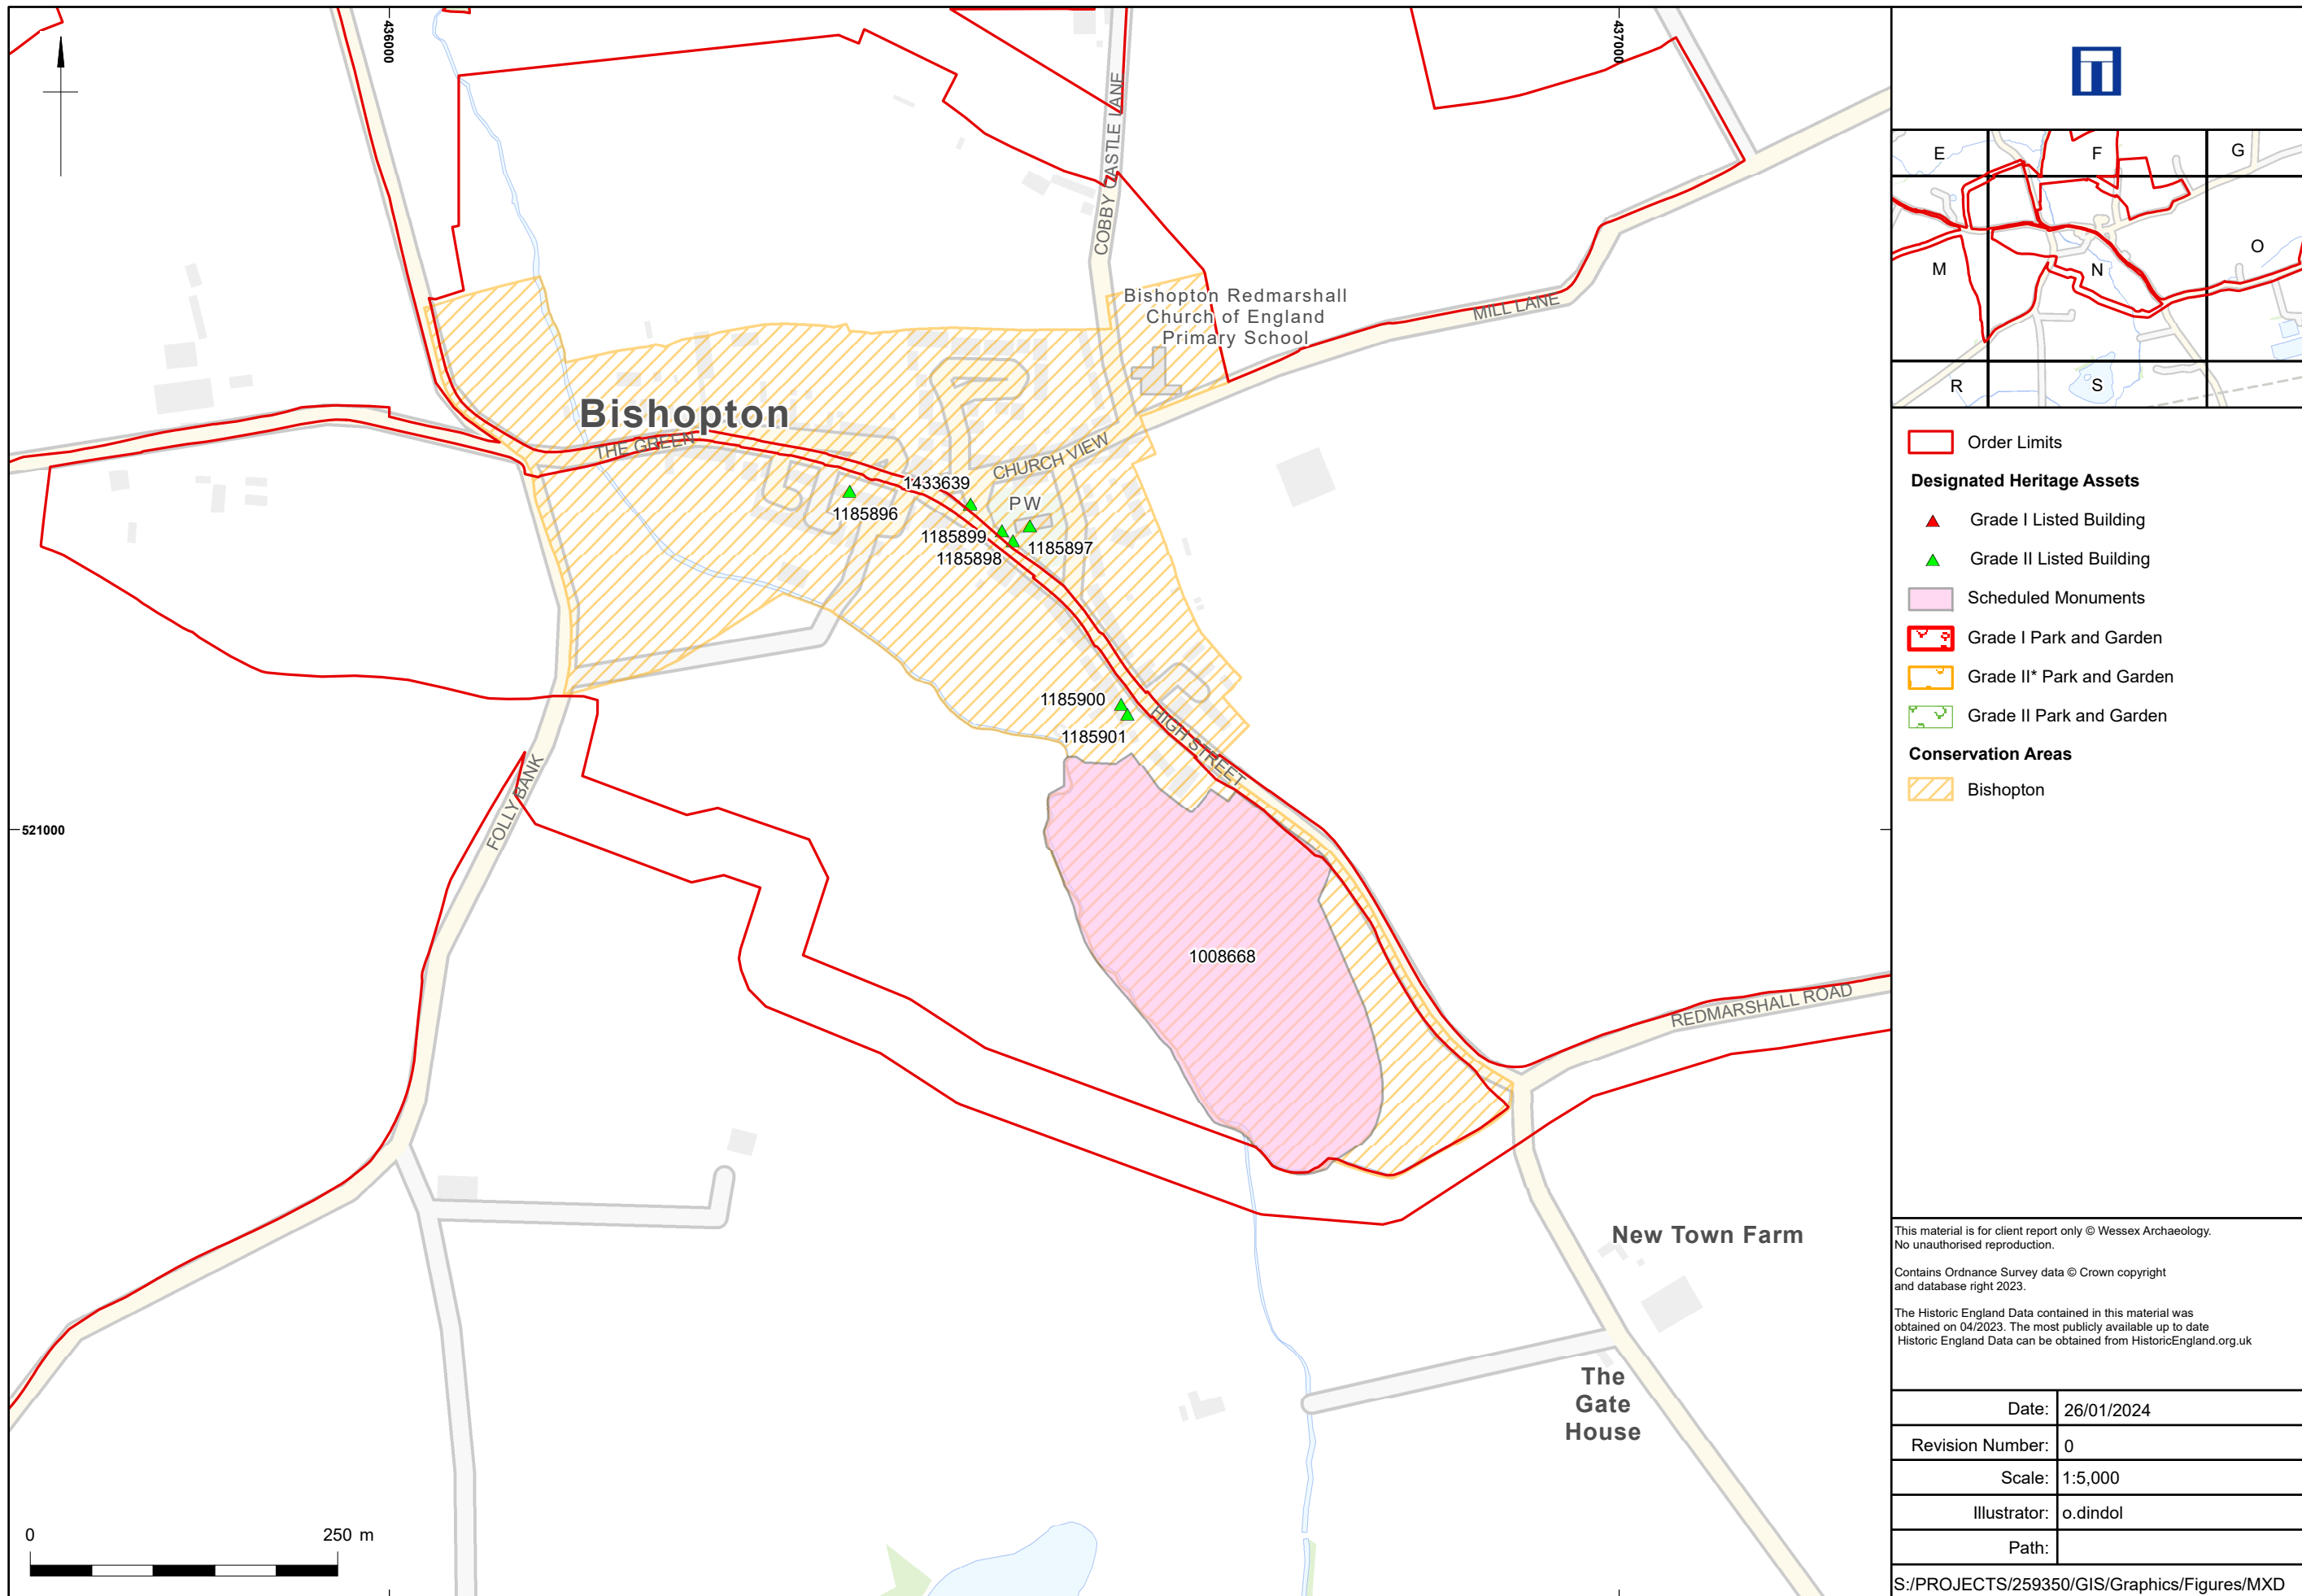 436000
437000
COBBY CASTLE LANE
Bishopton Redmarshall
Church of England
Primary School
MILL LANE
Bishopton
THE GREEN
CHURCH VIEW
1433639
PW
1185896
1185899
1185897
1185898
1185900
1185901
HIGH STREET
FOLLY BANK
521000
1008668
REDMARSHALL ROAD
New Town Farm
The
Gate
House
0 250 m
E F G
M N O
R S
Order Limits
Designated Heritage Assets
Grade I Listed Building
Grade II Listed Building
Scheduled Monuments
Grade I Park and Garden
Grade II* Park and Garden
Grade II Park and Garden
Conservation Areas
Bishopton
This material is for client report only © Wessex Archaeology.
No unauthorised reproduction.
Contains Ordnance Survey data © Crown copyright
and database right 2023.
The Historic England Data contained in this material was
obtained on 04/2023. The most publicly available up to date
Historic England Data can be obtained from HistoricEngland.org.uk
Date: 26/01/2024
Revision Number: 0
Scale: 1:5,000
Illustrator: o.dindol
Path:
S:/PROJECTS/259350/GIS/Graphics/Figures/MXD